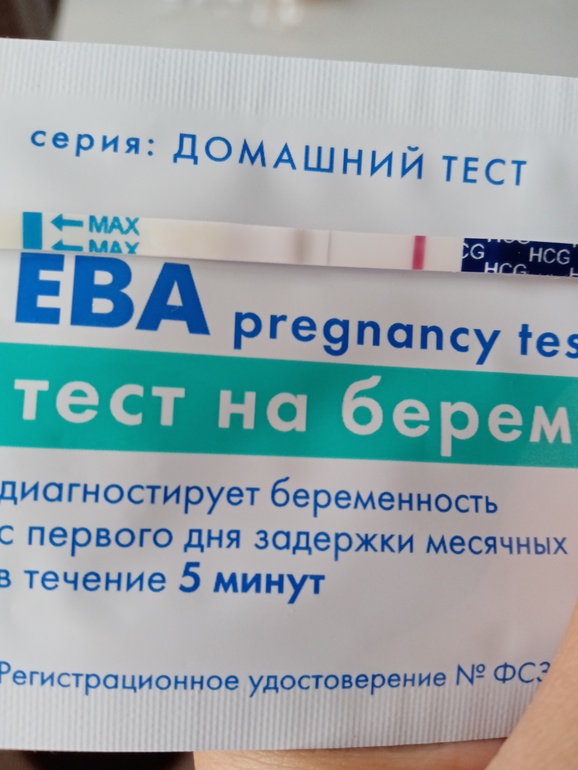 серия: ДОМАШНИЙ ТЕСТ
MAX
MAX
HCG
HCG
ЕВА pregnancy tes
тест на берем
диагностирует беременность
с первого дня задержки месячных
в течение 5 минут
Регистрационное удостоверение № ФСЗ